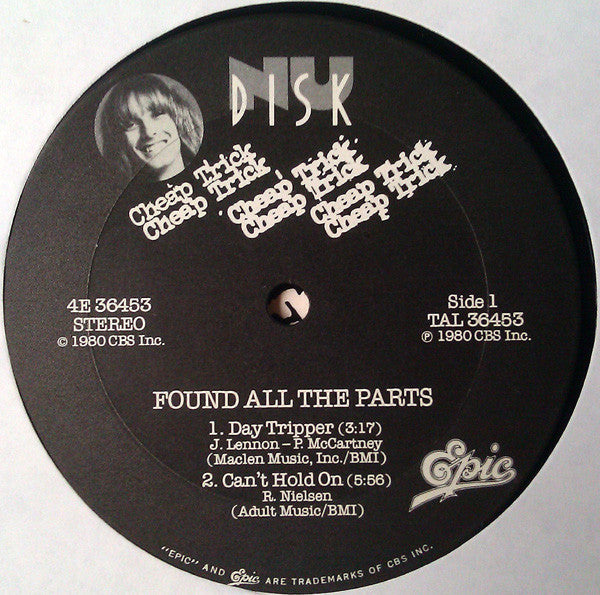 NU
DISK
Cheap Trick Cheap Trick Cheap Trick
Cheap Trick Cheap Trick Cheap Trick
4E 36453
STEREO
© 1980 CBS Inc.
Side 1
TAL 36453
℗ 1980 CBS Inc.
FOUND ALL THE PARTS
1. Day Tripper (3:17)
J. Lennon – P. McCartney
(Maclen Music, Inc./BMI)
2. Can't Hold On (5:56)
R. Nielsen
(Adult Music/BMI)
Epic
"EPIC" AND Epic ARE TRADEMARKS OF CBS INC.